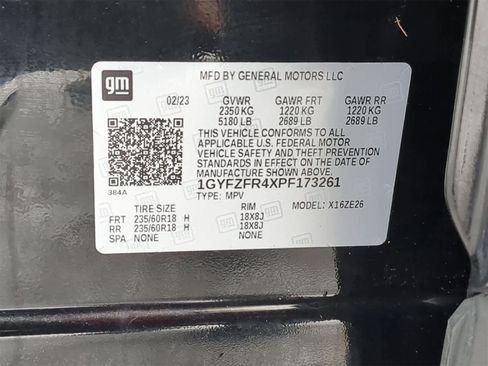 gm
MFD BY GENERAL MOTORS LLC
02/23 GVWR GAWR FRT GAWR RR
2350 KG 1220 KG 1220 KG
5180 LB 2689 LB 2689 LB
THIS VEHICLE CONFORMS TO ALL
APPLICABLE U.S. FEDERAL MOTOR
VEHICLE SAFETY AND THEFT PREVENTION
STANDARDS IN EFFECT ON THE DATE OF
MANUFACTURE SHOWN ABOVE.
384A 1GYFZFR4XPF173261
TYPE: MPV MODEL: X16ZE26
TIRE SIZE RIM
FRT 235/60R18 H 18X8J
RR 235/60R18 H 18X8J
SPA NONE NONE